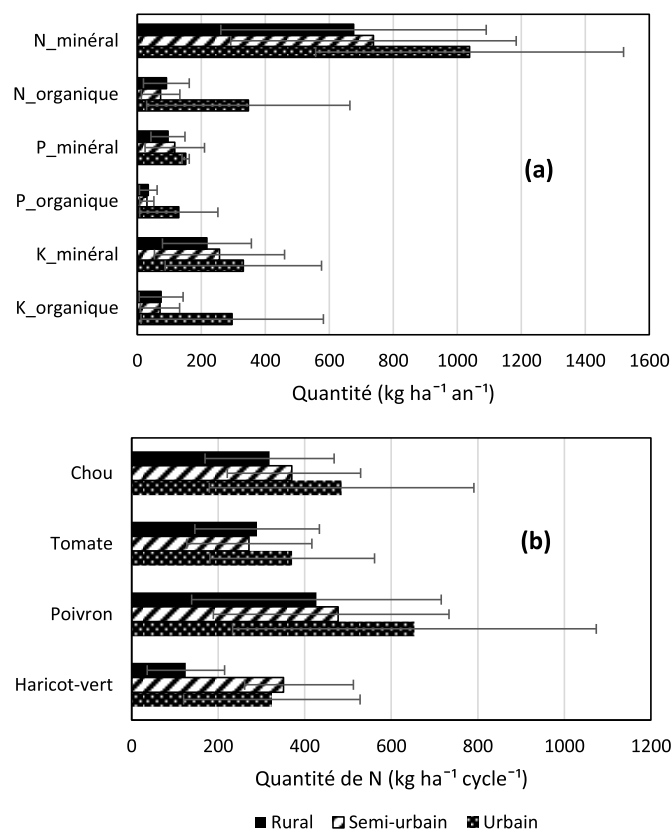 N_minéral
N_organique
P_minéral
P_organique
K_minéral
K_organique
(a)
0 200 400 600 800 1000 1200 1400 1600
Quantité (kg ha⁻¹ an⁻¹)
Chou
Tomate
Poivron
Haricot-vert
(b)
0 200 400 600 800 1000 1200
Quantité de N (kg ha⁻¹ cycle⁻¹)
Rural Semi-urbain Urbain